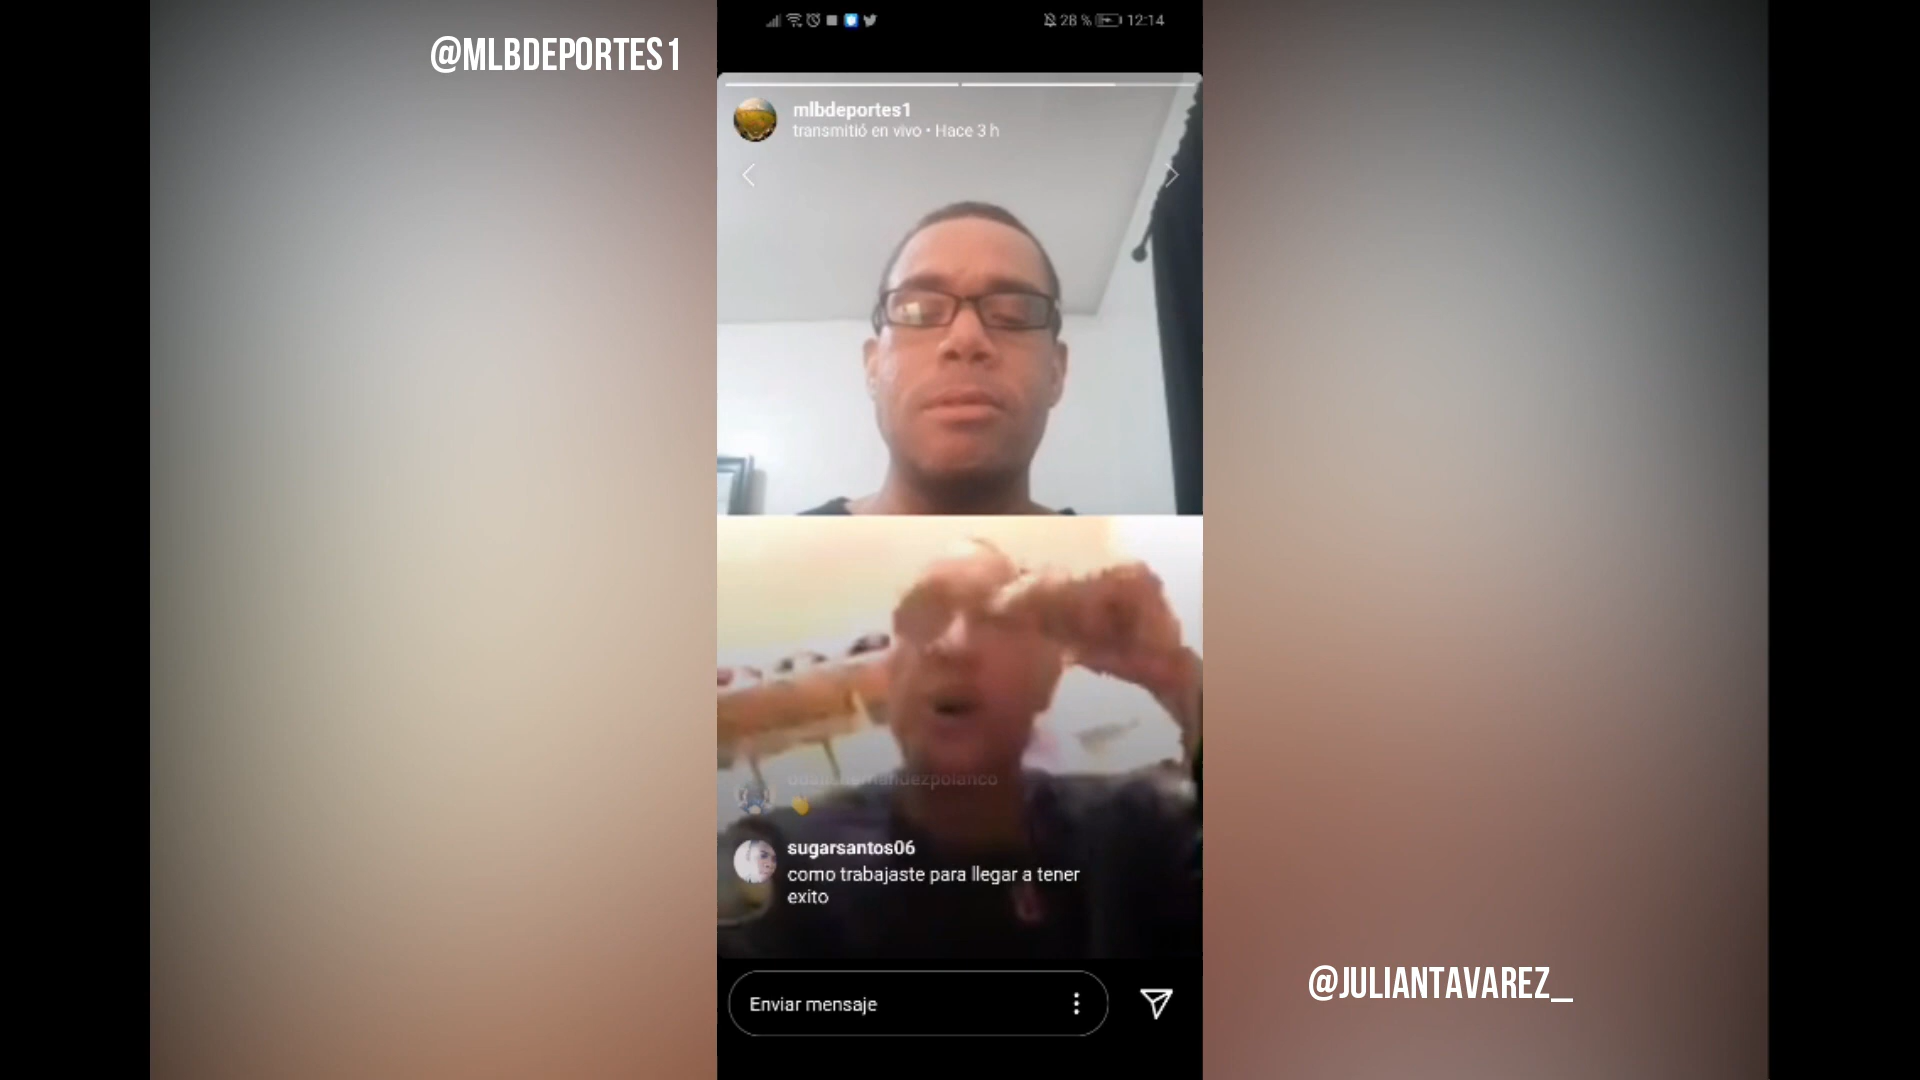 28 % 12:14
@MLBDEPORTES1
mlbdeportes1
transmitió en vivo • Hace 3 h
sugarsantos06
como trabajaste para llegar a tener
exito
@JULIANTAVAREZ_
Enviar mensaje